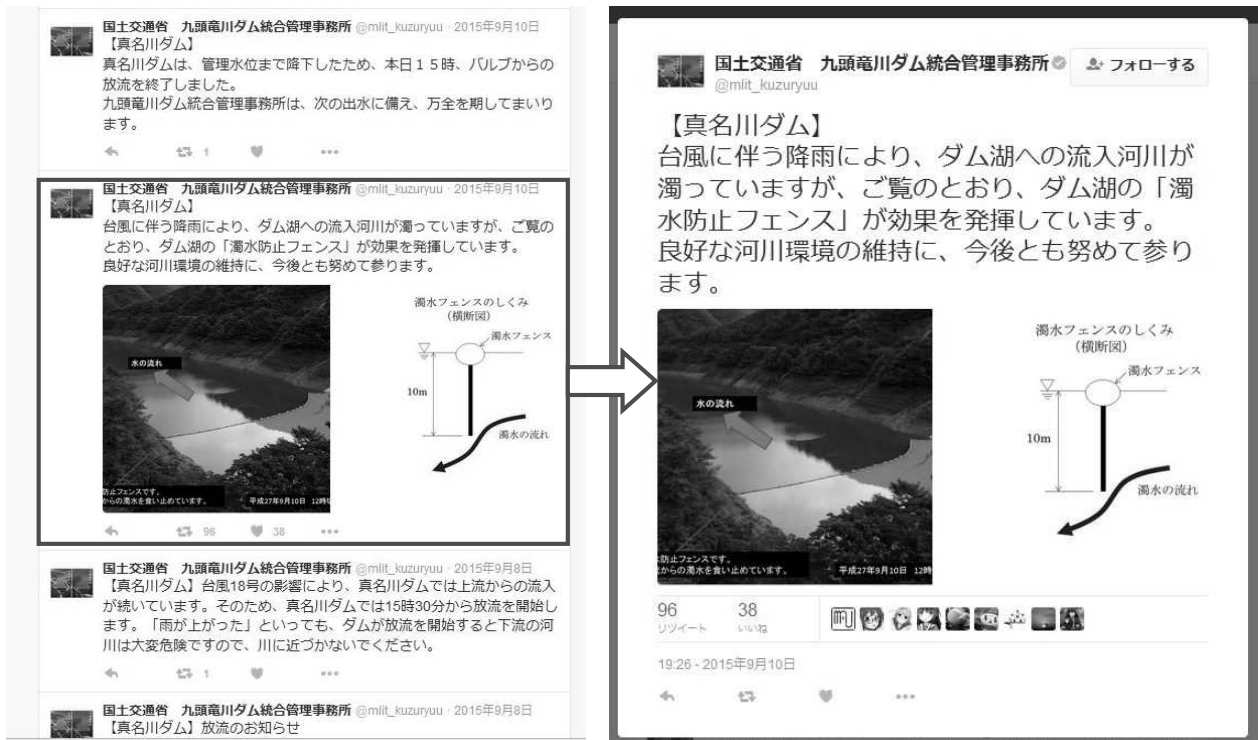 国土交通省　九頭竜川ダム統合管理事務所 @mlit_kuzuryuu · 2015年9月10日
【真名川ダム】
真名川ダムは、管理水位まで降下したため、本日１５時、バルブからの
放流を終了しました。
九頭竜川ダム統合管理事務所は、次の出水に備え、万全を期してまいり
ます。
1
国土交通省　九頭竜川ダム統合管理事務所 @mlit_kuzuryuu · 2015年9月10日
【真名川ダム】
台風に伴う降雨により、ダム湖への流入河川が濁っていますが、ご覧の
とおり、ダム湖の「濁水防止フェンス」が効果を発揮しています。
良好な河川環境の維持に、今後とも努めて参ります。
水の流れ
防止フェンスです。
からの濁水を食い止めています。
平成27年9月10日 12時
濁水フェンスのしくみ
(横断図)
濁水フェンス
10m
濁水の流れ
96 38
国土交通省　九頭竜川ダム統合管理事務所 @mlit_kuzuryuu · 2015年9月8日
【真名川ダム】台風18号の影響により、真名川ダムでは上流からの流入
が続いています。そのため、真名川ダムでは15時30分から放流を開始し
ます。「雨が上がった」といっても、ダムが放流を開始すると下流の河
川は大変危険ですので、川に近づかないでください。
1
国土交通省　九頭竜川ダム統合管理事務所 @mlit_kuzuryuu · 2015年9月8日
【真名川ダム】放流のお知らせ
国土交通省　九頭竜川ダム統合管理事務所
@mlit_kuzuryuu
フォローする
【真名川ダム】
台風に伴う降雨により、ダム湖への流入河川が
濁っていますが、ご覧のとおり、ダム湖の「濁
水防止フェンス」が効果を発揮しています。
良好な河川環境の維持に、今後とも努めて参り
ます。
水の流れ
防止フェンスです。
からの濁水を食い止めています。
平成27年9月10日 12時
濁水フェンスのしくみ
(横断図)
濁水フェンス
10m
濁水の流れ
96 38
リツイート いいね
19:26 - 2015年9月10日